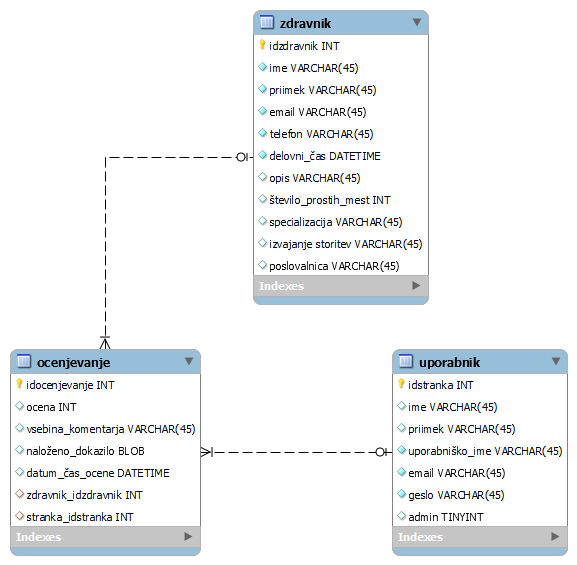 zdravnik
idzdravnik INT
ime VARCHAR(45)
priimek VARCHAR(45)
email VARCHAR(45)
telefon VARCHAR(45)
delovni_čas DATETIME
opis VARCHAR(45)
število_prostih_mest INT
specializacija VARCHAR(45)
izvajanje storitev VARCHAR(45)
poslovalnica VARCHAR(45)
Indexes
ocenjevanje
idocenjevanje INT
ocena INT
vsebina_komentarja VARCHAR(45)
naloženo_dokazilo BLOB
datum_čas_ocene DATETIME
zdravnik_idzdravnik INT
stranka_idstranka INT
Indexes
uporabnik
idstranka INT
ime VARCHAR(45)
priimek VARCHAR(45)
uporabniško_ime VARCHAR(45)
email VARCHAR(45)
geslo VARCHAR(45)
admin TINYINT
Indexes